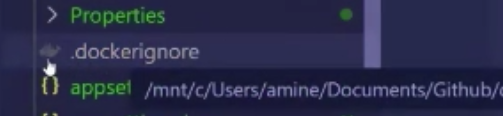 Properties
.dockerignore
appset
/mnt/c/Users/amine/Documents/Github/